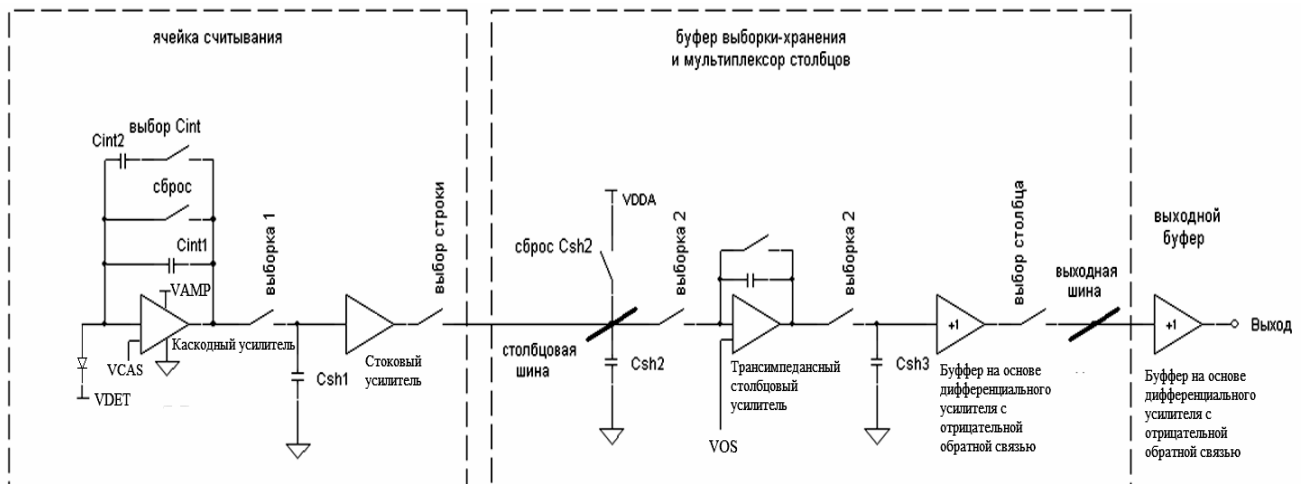 ячейка считывания
буфер выборки-хранения
и мультиплексор столбцов
Cint2
выбор Cint
сброс
Cint1
VAMP
Каскодный усилитель
VCAS
VDET
выборка 1
Csh1
Стоковый
усилитель
выбор строки
столбцовая
шина
VDDA
сброс Csh2
Csh2
выборка 2
Трансимпедансный
столбцовый
усилитель
VOS
выборка 2
Csh3
+1
Буффер на основе
дифференциального
усилителя с
отрицательной
обратной связью
выбор столбца
выходная
шина
выходной
буфер
+1
Выход
Буффер на основе
дифференциального
усилителя с
отрицательной
обратной связью